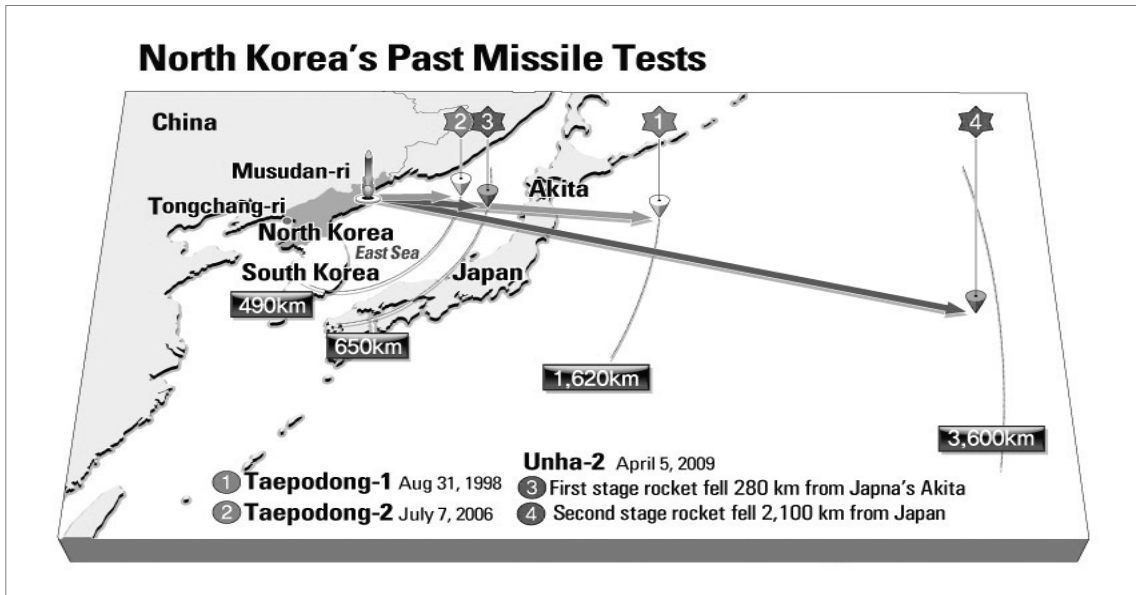 North Korea's Past Missile Tests
China
2
3
1
4
Musudan-ri
Akita
Tongchang-ri
North Korea
East Sea
South Korea
Japan
490km
650km
1,620km
3,600km
1 Taepodong-1 Aug 31, 1998
2 Taepodong-2 July 7, 2006
Unha-2 April 5, 2009
3 First stage rocket fell 280 km from Japna's Akita
4 Second stage rocket fell 2,100 km from Japan